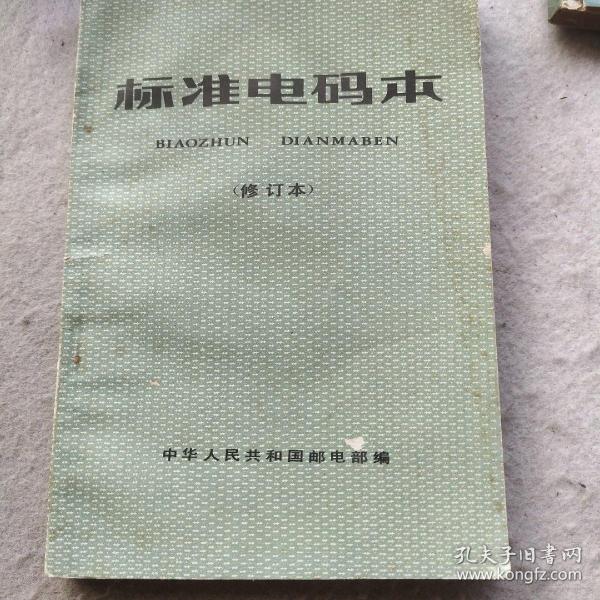 标准电码本
BIAOZHUN DIANMABEN
(修订本)
中华人民共和国邮电部编
孔夫子旧書网
www.kongfz.com